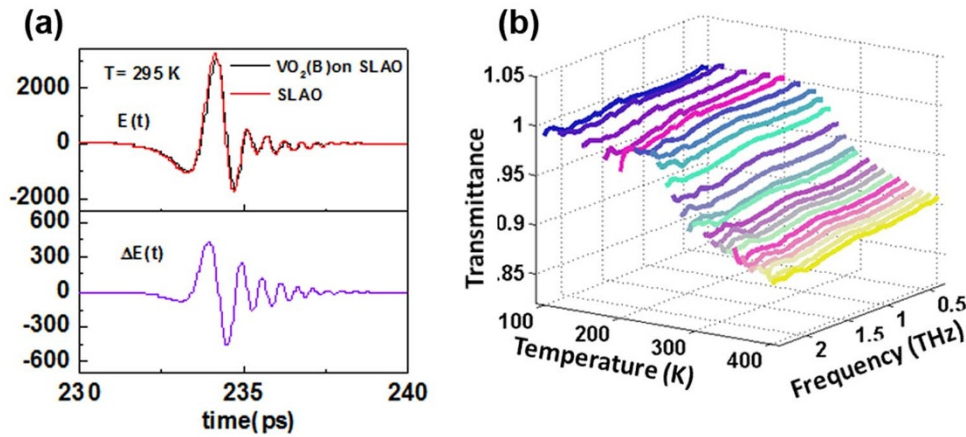 (a)
2000
0
-2000
T= 295 K
E(t)
VO2(B)on SLAO
SLAO
600
300
0
-300
-600
ΔE(t)
230
235
240
time(ps)
(b)
Transmittance
1.05
1
.95
.9
.85
100
200
300
400
Temperature (K)
2
1.5
1
0.5
Frequency (THz)